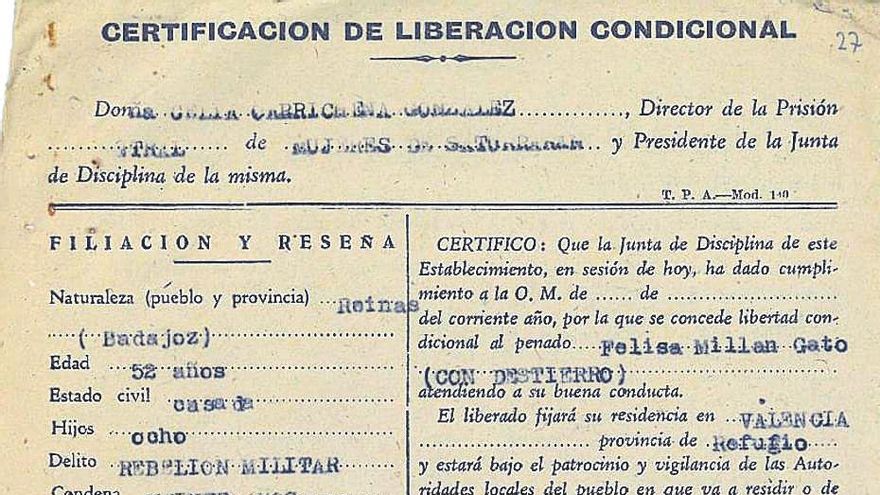 CERTIFICACION DE LIBERACION CONDICIONAL
27
Doña CELIA CARRICHENA GONZALEZ, Director de la Prisión
de MUJERES DE SATURRARAN y Presidente de la Junta
de Disciplina de la misma.
T. P. A.—Mod. 140
FILIACION Y RESEÑA
Naturaleza (pueblo y provincia) Reinas
(Badajoz)
Edad 52 años
Estado civil casada
Hijos ocho
Delito REBELION MILITAR
Condena
CERTIFICO: Que la Junta de Disciplina de este
Establecimiento, en sesión de hoy, ha dado cumpli-
miento a la O. M. de ...... de
del corriente año, por la que se concede libertad con-
dicional al penado Felisa Millan Gato
(CON DESTIERRO)
atendiendo a su buena conducta.
El liberado fijará su residencia en VALENCIA
provincia de Refugio
y estará bajo el patrocinio y vigilancia de las Auto-
ridades locales del pueblo en que va a residir o de